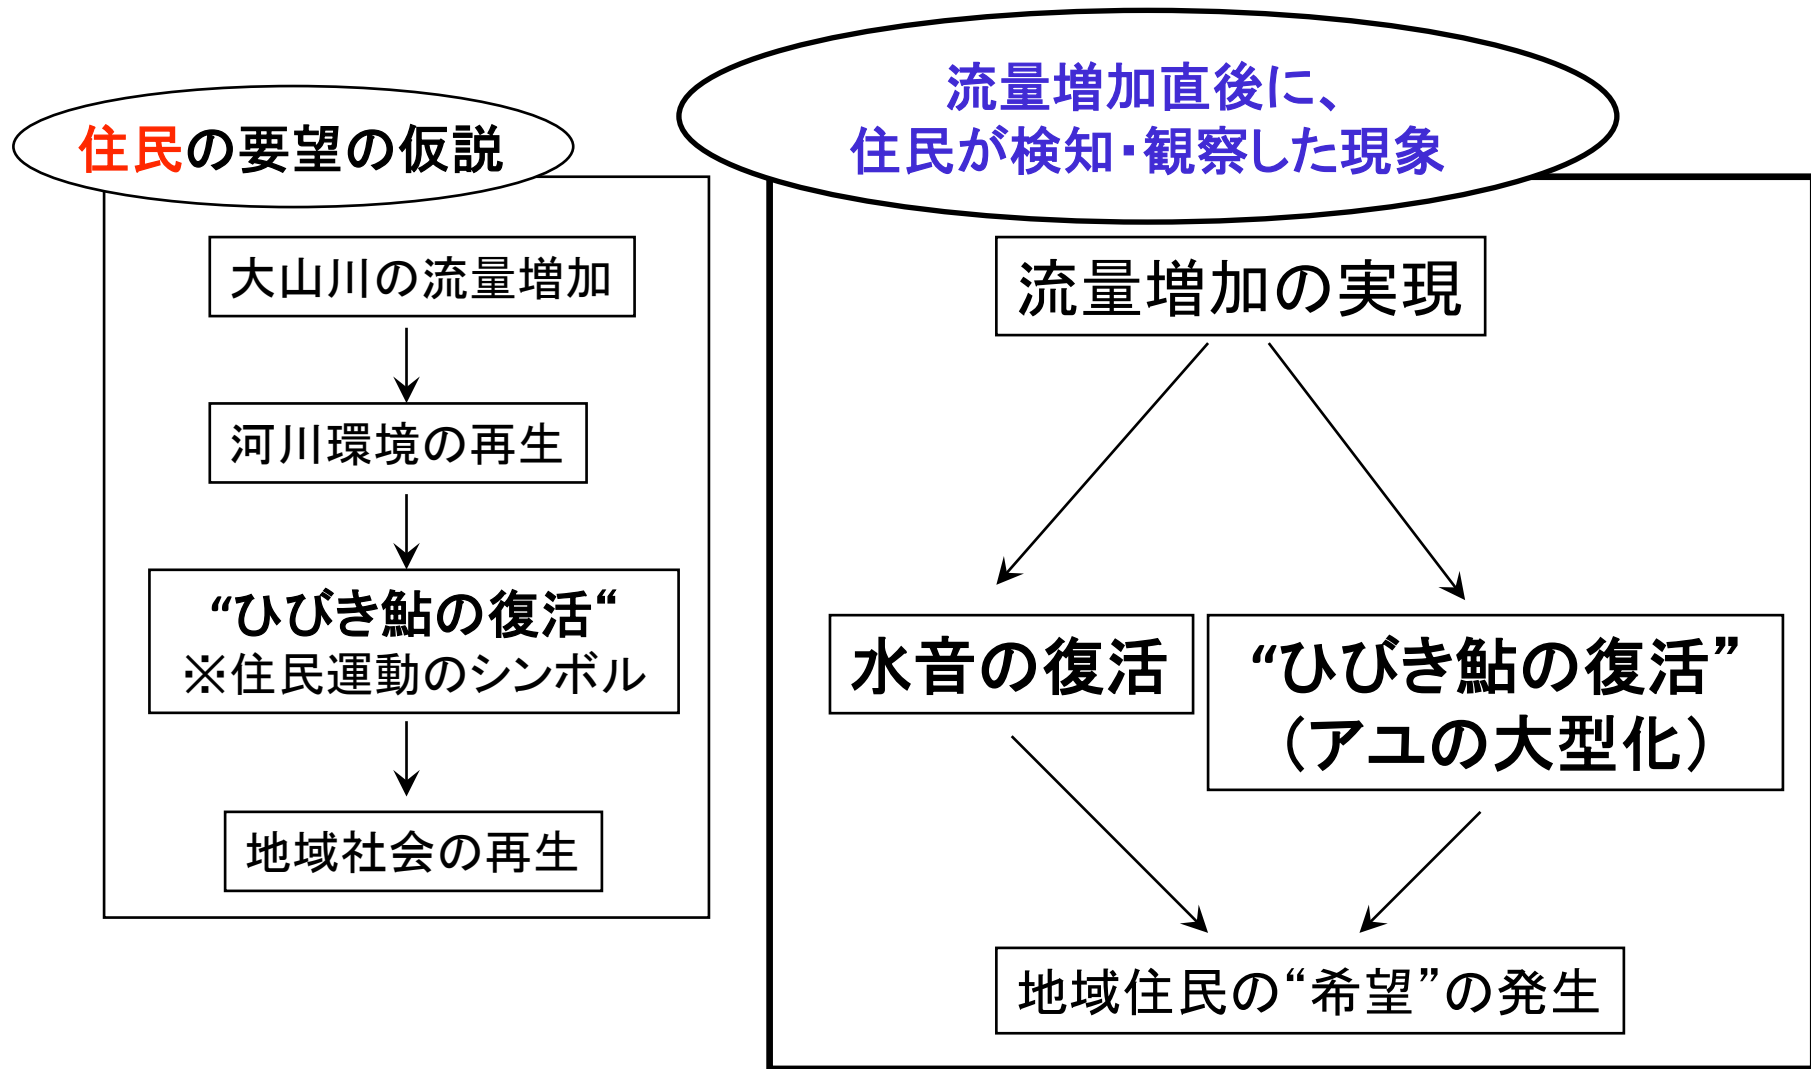 住民の要望の仮説
大山川の流量増加
河川環境の再生
“ひびき鮎の復活“
※住民運動のシンボル
地域社会の再生
流量増加直後に、
住民が検知・観察した現象
流量増加の実現
水音の復活
“ひびき鮎の復活”
（アユの大型化）
地域住民の“希望”の発生